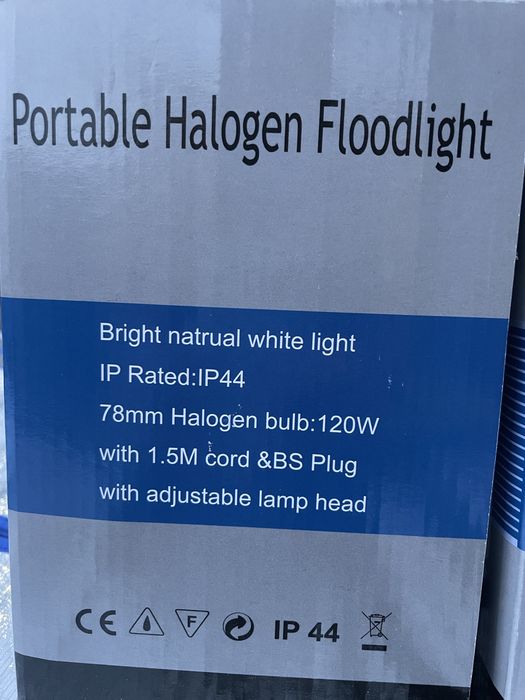 Portable Halogen Floodlight
Bright natrual white light
IP Rated:IP44
78mm Halogen bulb:120W
with 1.5M cord &BS Plug
with adjustable lamp head
CE F IP 44